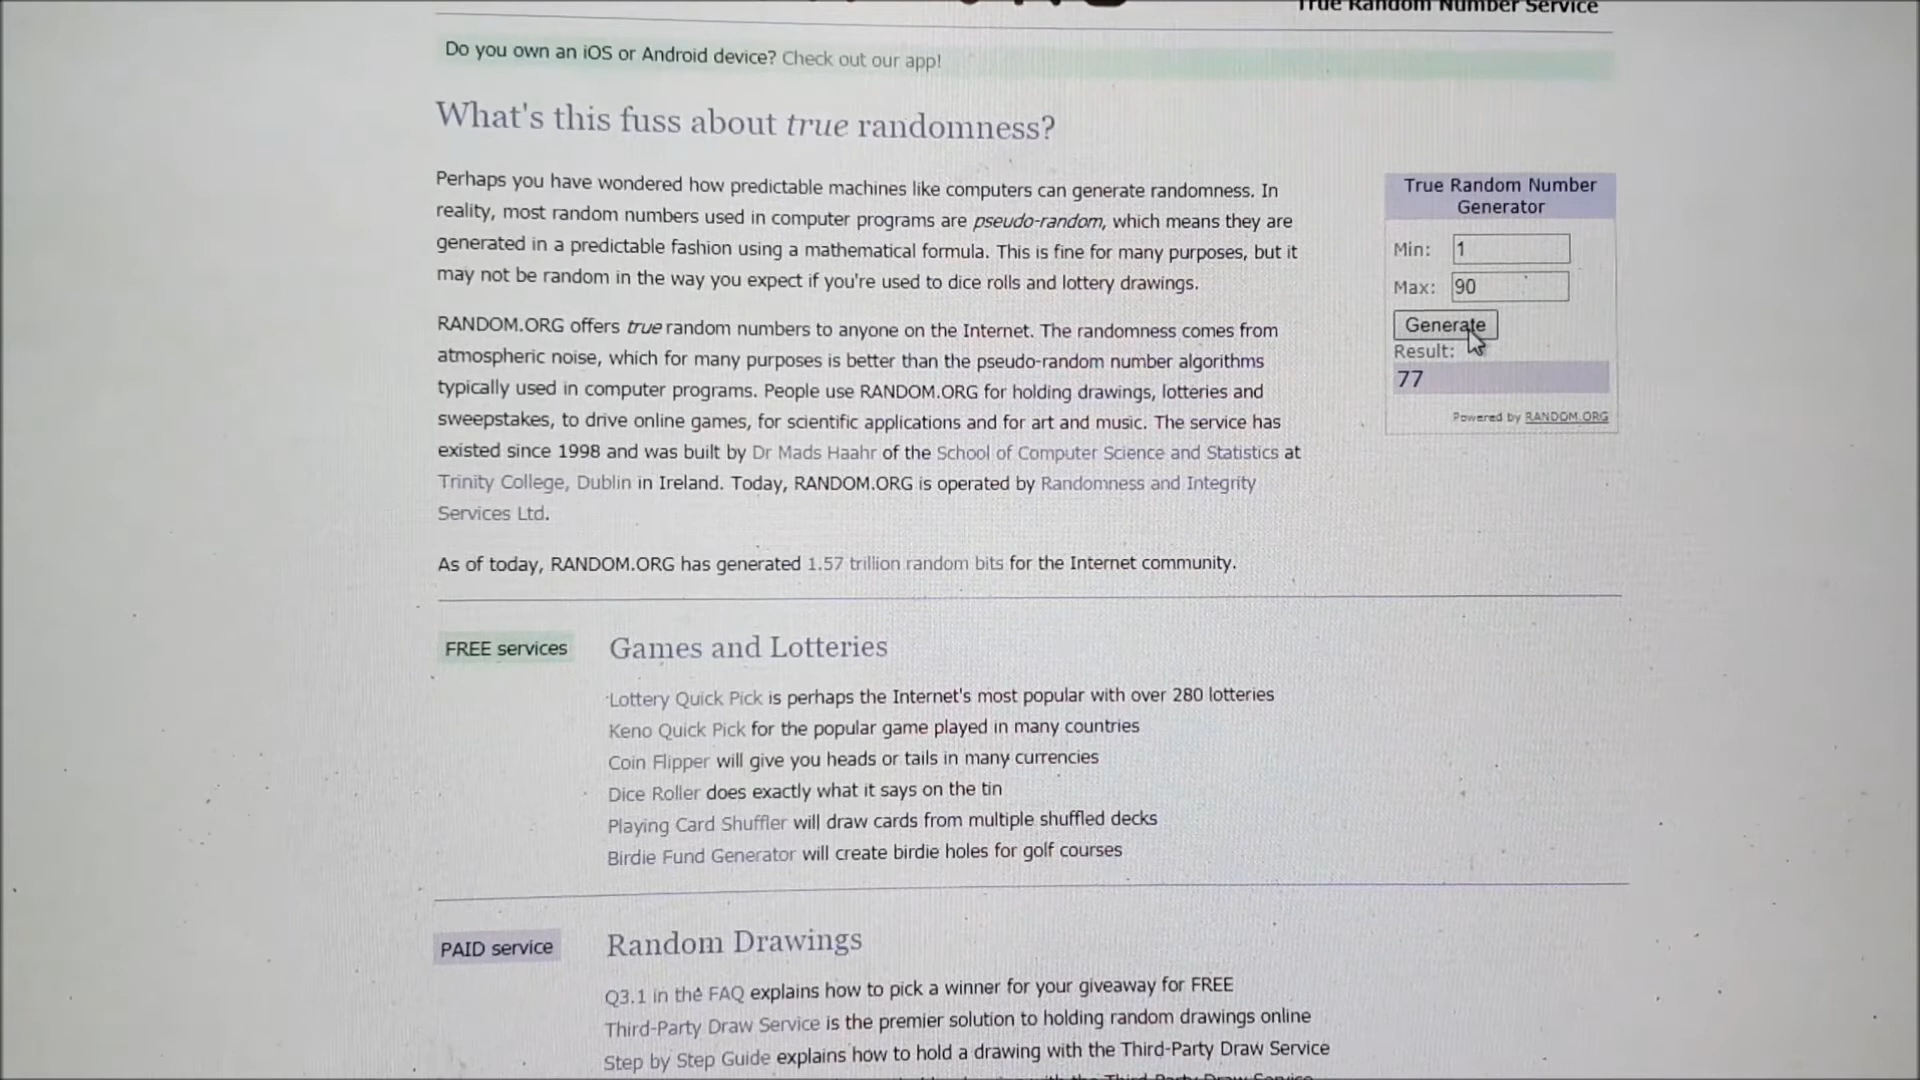 True Random Number Service
Do you own an iOS or Android device? Check out our app!
What's this fuss about true randomness?
Perhaps you have wondered how predictable machines like computers can generate randomness. In
reality, most random numbers used in computer programs are pseudo-random, which means they are
generated in a predictable fashion using a mathematical formula. This is fine for many purposes, but it
may not be random in the way you expect if you're used to dice rolls and lottery drawings.
RANDOM.ORG offers true random numbers to anyone on the Internet. The randomness comes from
atmospheric noise, which for many purposes is better than the pseudo-random number algorithms
typically used in computer programs. People use RANDOM.ORG for holding drawings, lotteries and
sweepstakes, to drive online games, for scientific applications and for art and music. The service has
existed since 1998 and was built by Dr Mads Haahr of the School of Computer Science and Statistics at
Trinity College, Dublin in Ireland. Today, RANDOM.ORG is operated by Randomness and Integrity
Services Ltd.
As of today, RANDOM.ORG has generated 1.57 trillion random bits for the Internet community.
True Random Number
Generator
Min: 1
Max: 90
Generate
Result:
77
Powered by RANDOM.ORG
FREE services
Games and Lotteries
Lottery Quick Pick is perhaps the Internet's most popular with over 280 lotteries
Keno Quick Pick for the popular game played in many countries
Coin Flipper will give you heads or tails in many currencies
Dice Roller does exactly what it says on the tin
Playing Card Shuffler will draw cards from multiple shuffled decks
Birdie Fund Generator will create birdie holes for golf courses
PAID service
Random Drawings
Q3.1 in the FAQ explains how to pick a winner for your giveaway for FREE
Third-Party Draw Service is the premier solution to holding random drawings online
Step by Step Guide explains how to hold a drawing with the Third-Party Draw Service